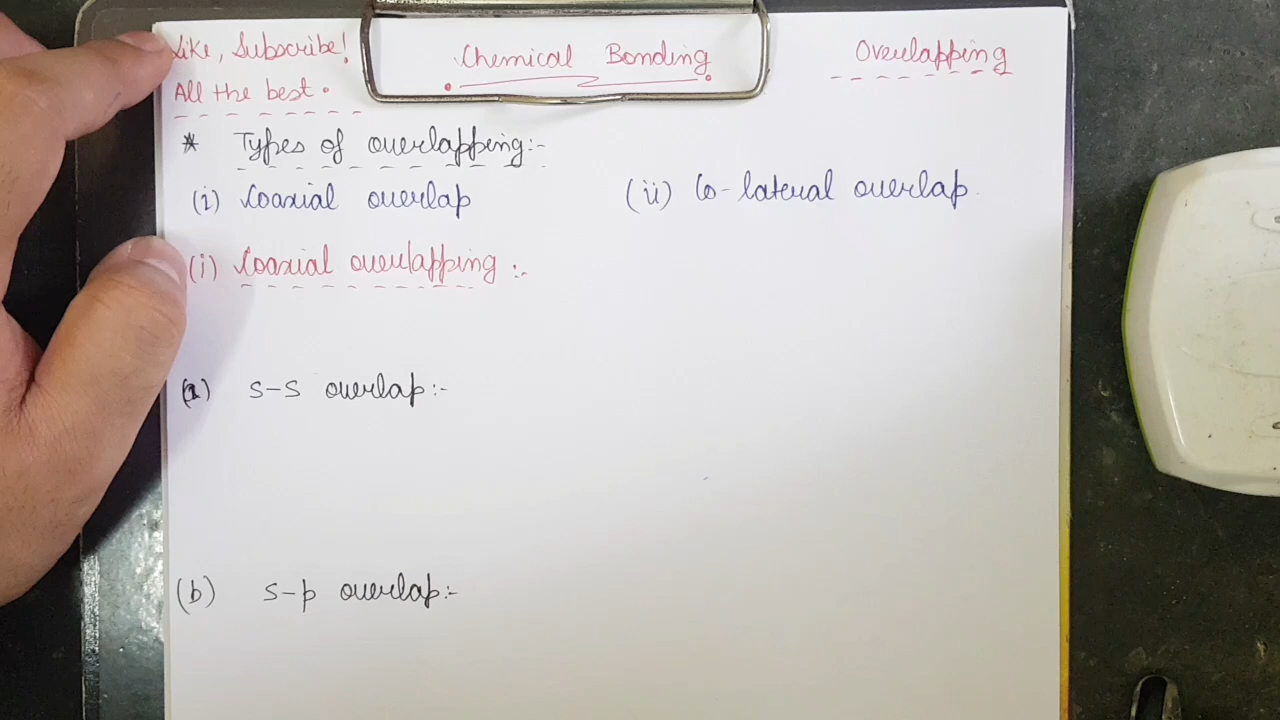 Like, Subscribe!
All the best.
Chemical Bonding
Overlapping
* Types of overlapping:-
(i) Coaxial overlap
(ii) Co-lateral overlap
(i) Coaxial overlapping :-
(a) s-s overlap:-
(b) s-p overlap:-